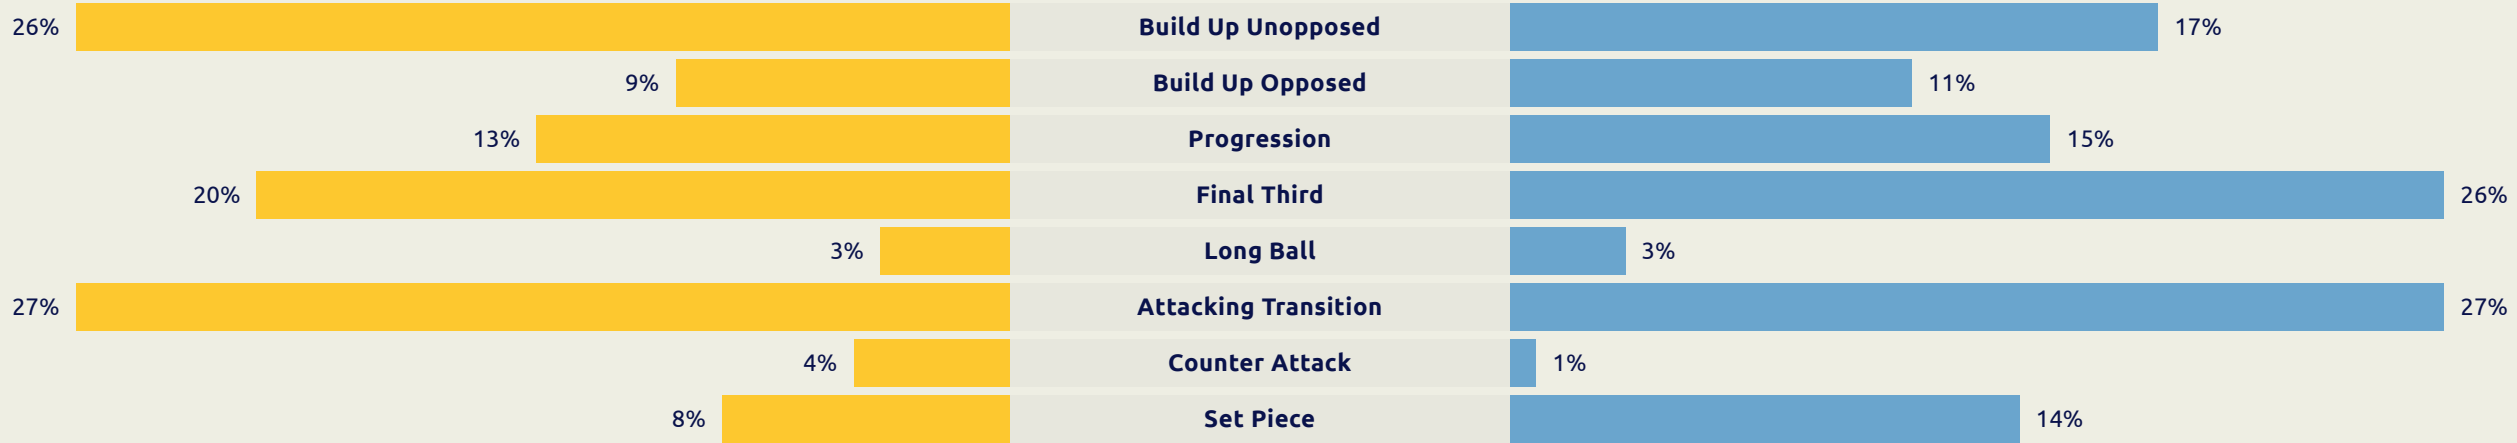 26% Build Up Unopposed 17%
9% Build Up Opposed 11%
13% Progression 15%
20% Final Third 26%
3% Long Ball 3%
27% Attacking Transition 27%
4% Counter Attack 1%
8% Set Piece 14%